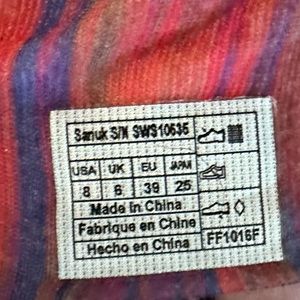 Sanuk S/N SWS10635
USA UK EU JAPAN
8 6 39 25
Made in China
Fabrique en Chine
Hecho en China
FF1016F